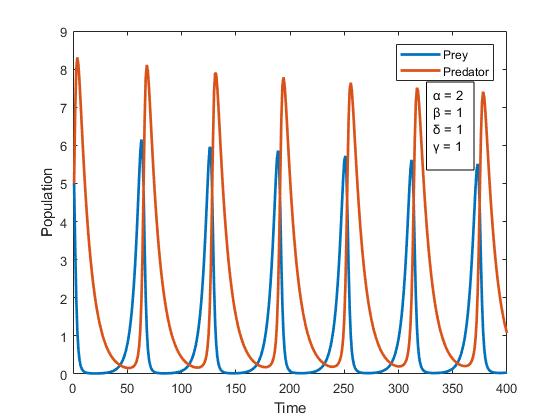 9
8
7
6
5
4
3
2
1
0
Population
0
50
100
150
200
250
300
350
400
Time
Prey
Predator
α = 2
β = 1
δ = 1
γ = 1